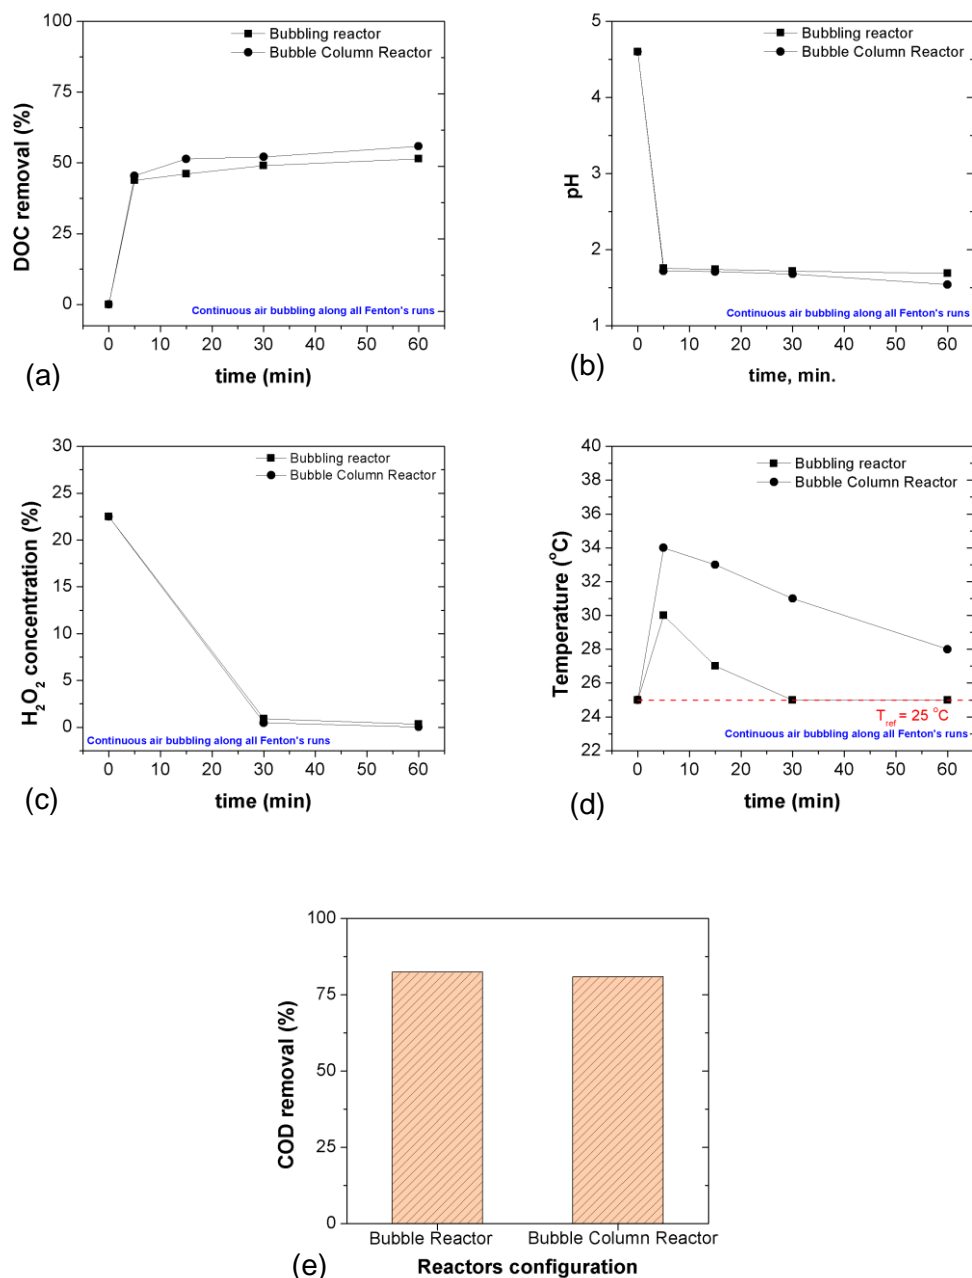 100
75
50
25
0
DOC removal (%)
Bubbling reactor
Bubble Column Reactor
Continuous air bubbling along all Fenton's runs
0 10 20 30 40 50 60
time (min)
(a)
5
4
3
2
1
pH
Bubbling reactor
Bubble Column Reactor
Continuous air bubbling along all Fenton's runs
0 10 20 30 40 50 60
time, min.
(b)
30
25
20
15
10
5
0
H₂O₂ concentration (%)
Bubbling reactor
Bubble Column Reactor
Continuous air bubbling along all Fenton's runs
0 10 20 30 40 50 60
time (min)
(c)
40
38
36
34
32
30
28
26
24
22
Temperature (°C)
Bubbling reactor
Bubble Column Reactor
T_ref = 25 °C
Continuous air bubbling along all Fenton's runs
0 10 20 30 40 50 60
time (min)
(d)
100
75
50
25
0
COD removal (%)
Bubble Reactor Bubble Column Reactor
Reactors configuration
(e)